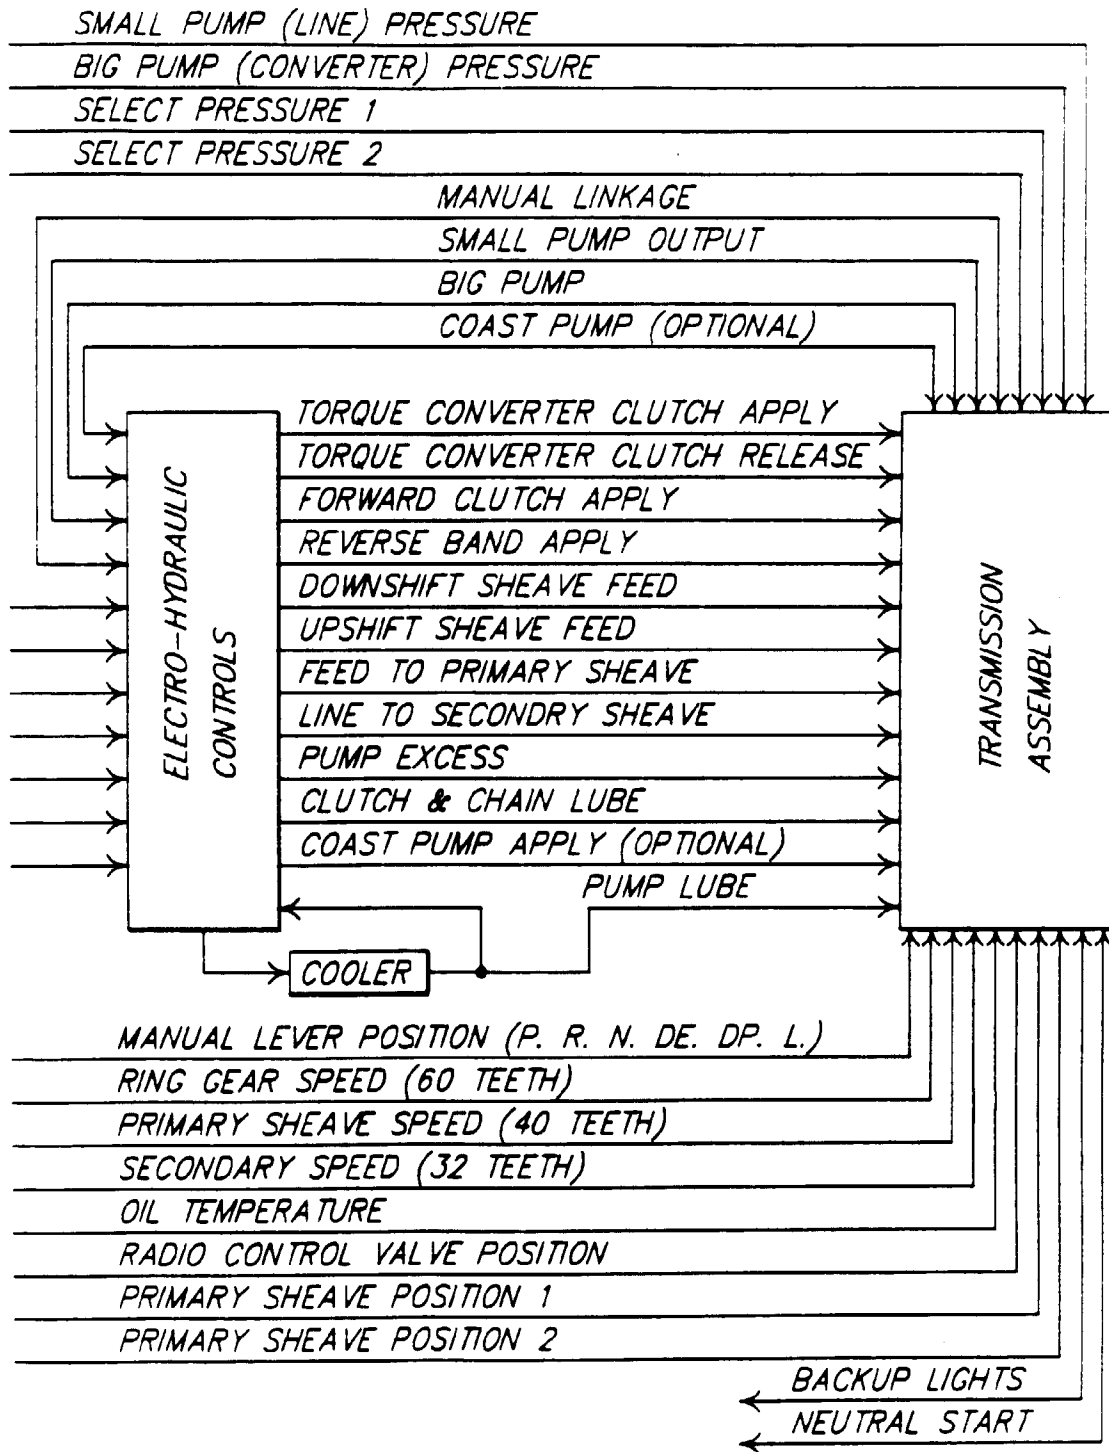 SMALL PUMP (LINE) PRESSURE
BIG PUMP (CONVERTER) PRESSURE
SELECT PRESSURE 1
SELECT PRESSURE 2
MANUAL LINKAGE
SMALL PUMP OUTPUT
BIG PUMP
COAST PUMP (OPTIONAL)
ELECTRO-HYDRAULIC
CONTROLS
TORQUE CONVERTER CLUTCH APPLY
TORQUE CONVERTER CLUTCH RELEASE
FORWARD CLUTCH APPLY
REVERSE BAND APPLY
DOWNSHIFT SHEAVE FEED
UPSHIFT SHEAVE FEED
FEED TO PRIMARY SHEAVE
LINE TO SECONDRY SHEAVE
PUMP EXCESS
CLUTCH & CHAIN LUBE
COAST PUMP APPLY (OPTIONAL)
PUMP LUBE
TRANSMISSION
ASSEMBLY
COOLER
MANUAL LEVER POSITION (P. R. N. DE. DP. L.)
RING GEAR SPEED (60 TEETH)
PRIMARY SHEAVE SPEED (40 TEETH)
SECONDARY SPEED (32 TEETH)
OIL TEMPERATURE
RADIO CONTROL VALVE POSITION
PRIMARY SHEAVE POSITION 1
PRIMARY SHEAVE POSITION 2
BACKUP LIGHTS
NEUTRAL START